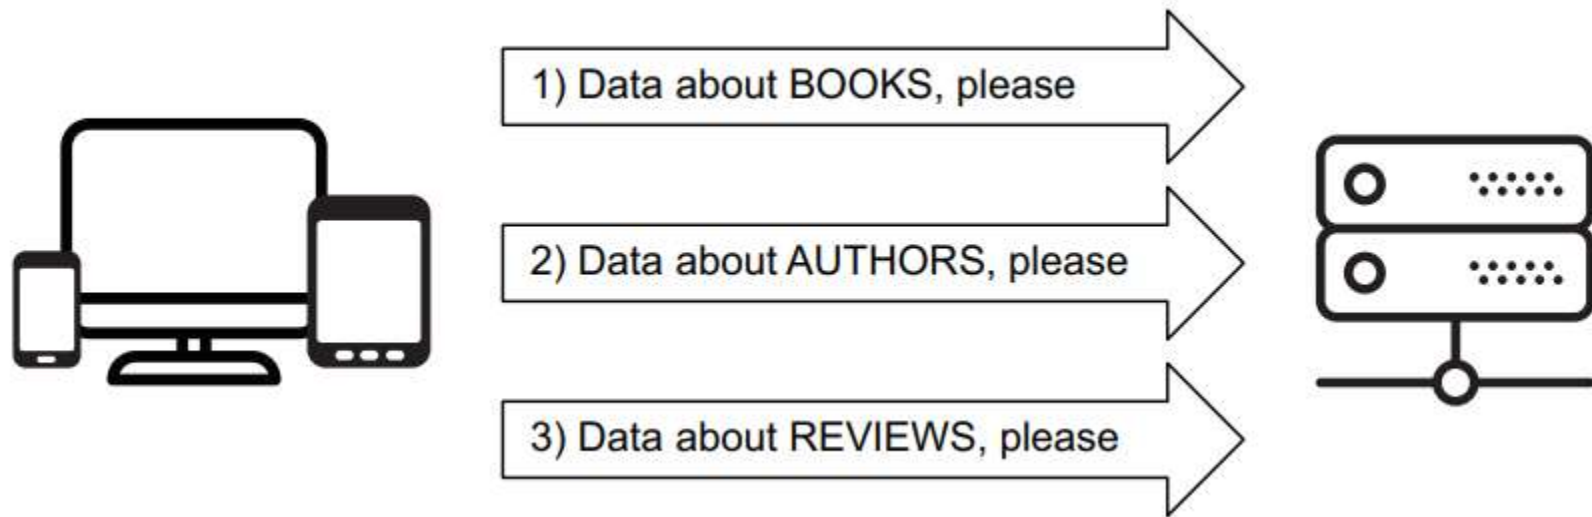 1) Data about BOOKS, please
2) Data about AUTHORS, please
3) Data about REVIEWS, please